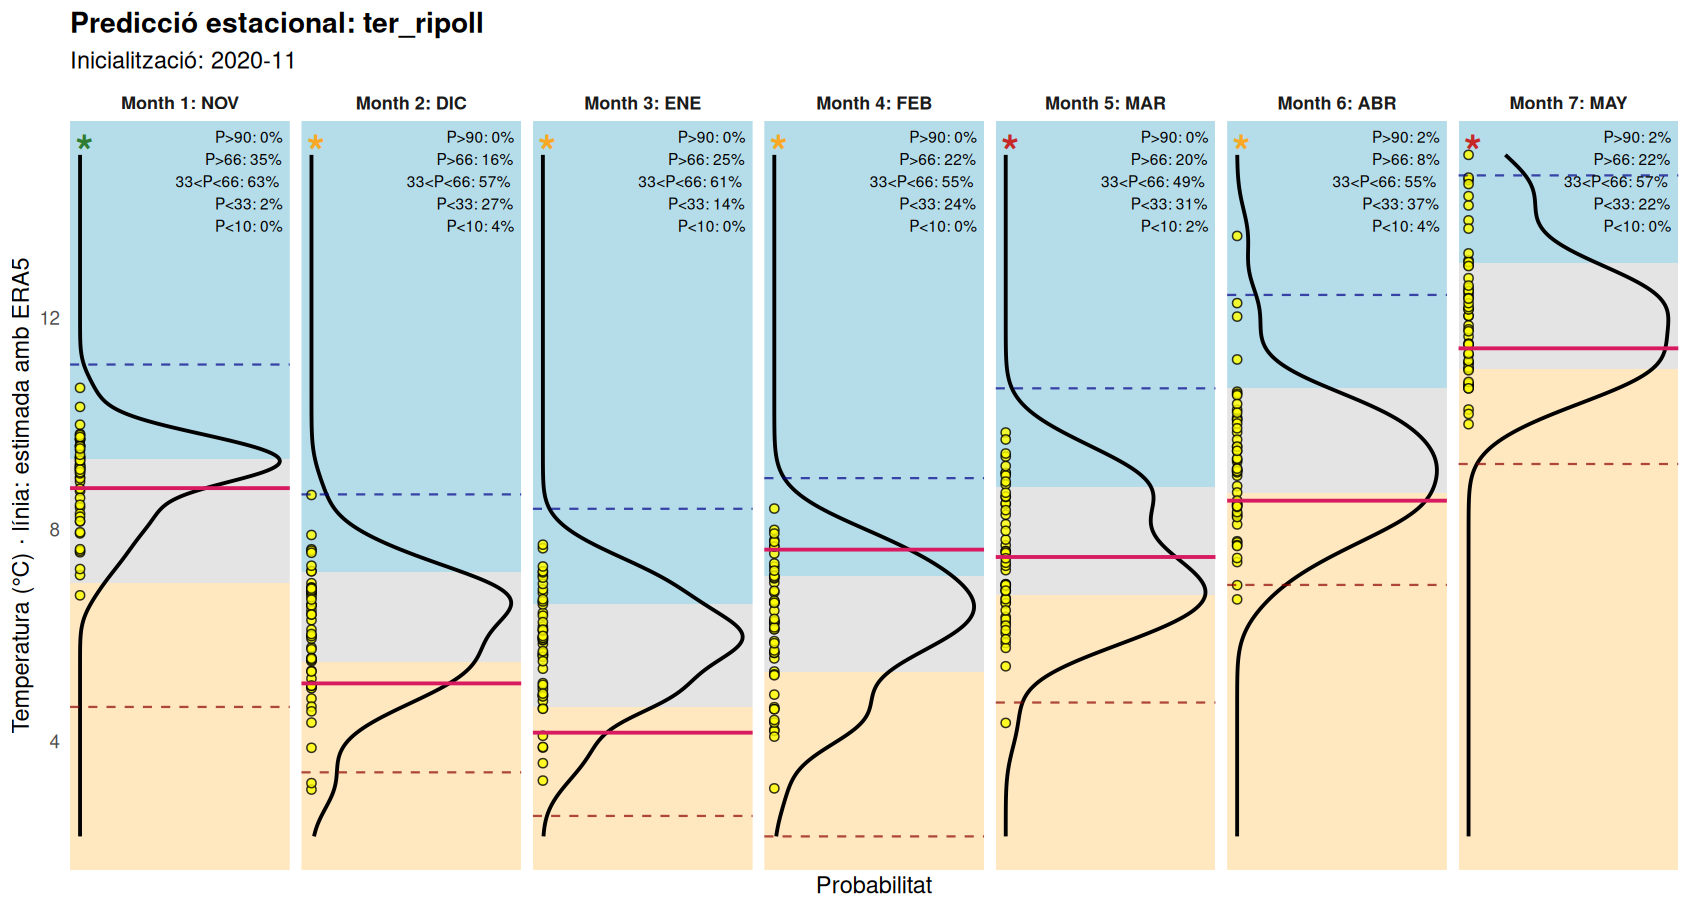 Predicció estacional: ter_ripoll
Inicialització: 2020-11
Month 1: NOV
Month 2: DIC
Month 3: ENE
Month 4: FEB
Month 5: MAR
Month 6: ABR
Month 7: MAY
*
P>90: 0%
P>66: 35%
33<P<66: 63%
P<33: 2%
P<10: 0%
*
P>90: 0%
P>66: 16%
33<P<66: 57%
P<33: 27%
P<10: 4%
*
P>90: 0%
P>66: 25%
33<P<66: 61%
P<33: 14%
P<10: 0%
*
P>90: 0%
P>66: 22%
33<P<66: 55%
P<33: 24%
P<10: 0%
*
P>90: 0%
P>66: 20%
33<P<66: 49%
P<33: 31%
P<10: 2%
*
P>90: 2%
P>66: 8%
33<P<66: 55%
P<33: 37%
P<10: 4%
*
P>90: 2%
P>66: 22%
33<P<66: 57%
P<33: 22%
P<10: 0%
Temperatura (°C) · línia: estimada amb ERA5
12
8
4
Probabilitat